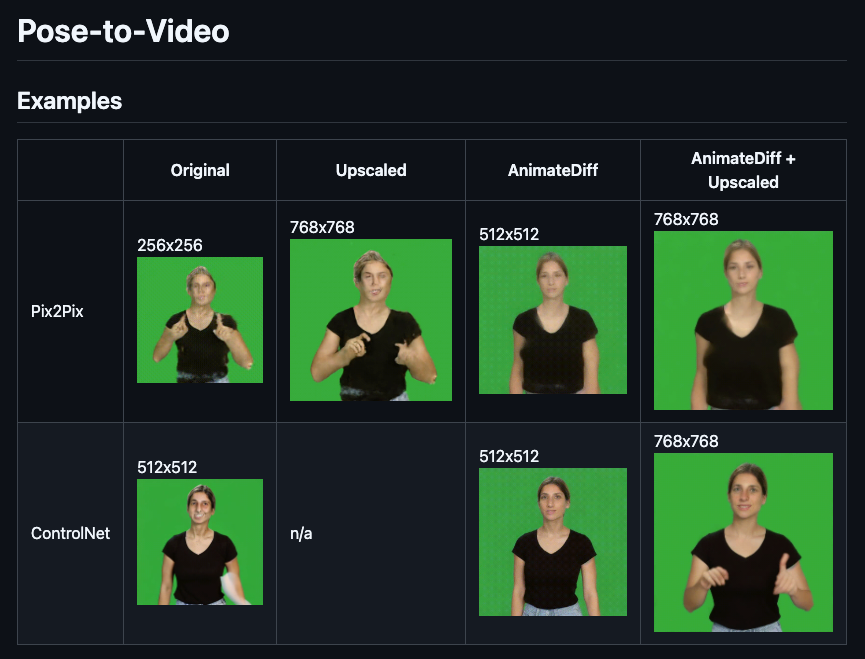 Pose-to-Video
Examples
Original
Upscaled
AnimateDiff
AnimateDiff +
Upscaled
Pix2Pix
256x256
768x768
512x512
768x768
ControlNet
512x512
n/a
512x512
768x768